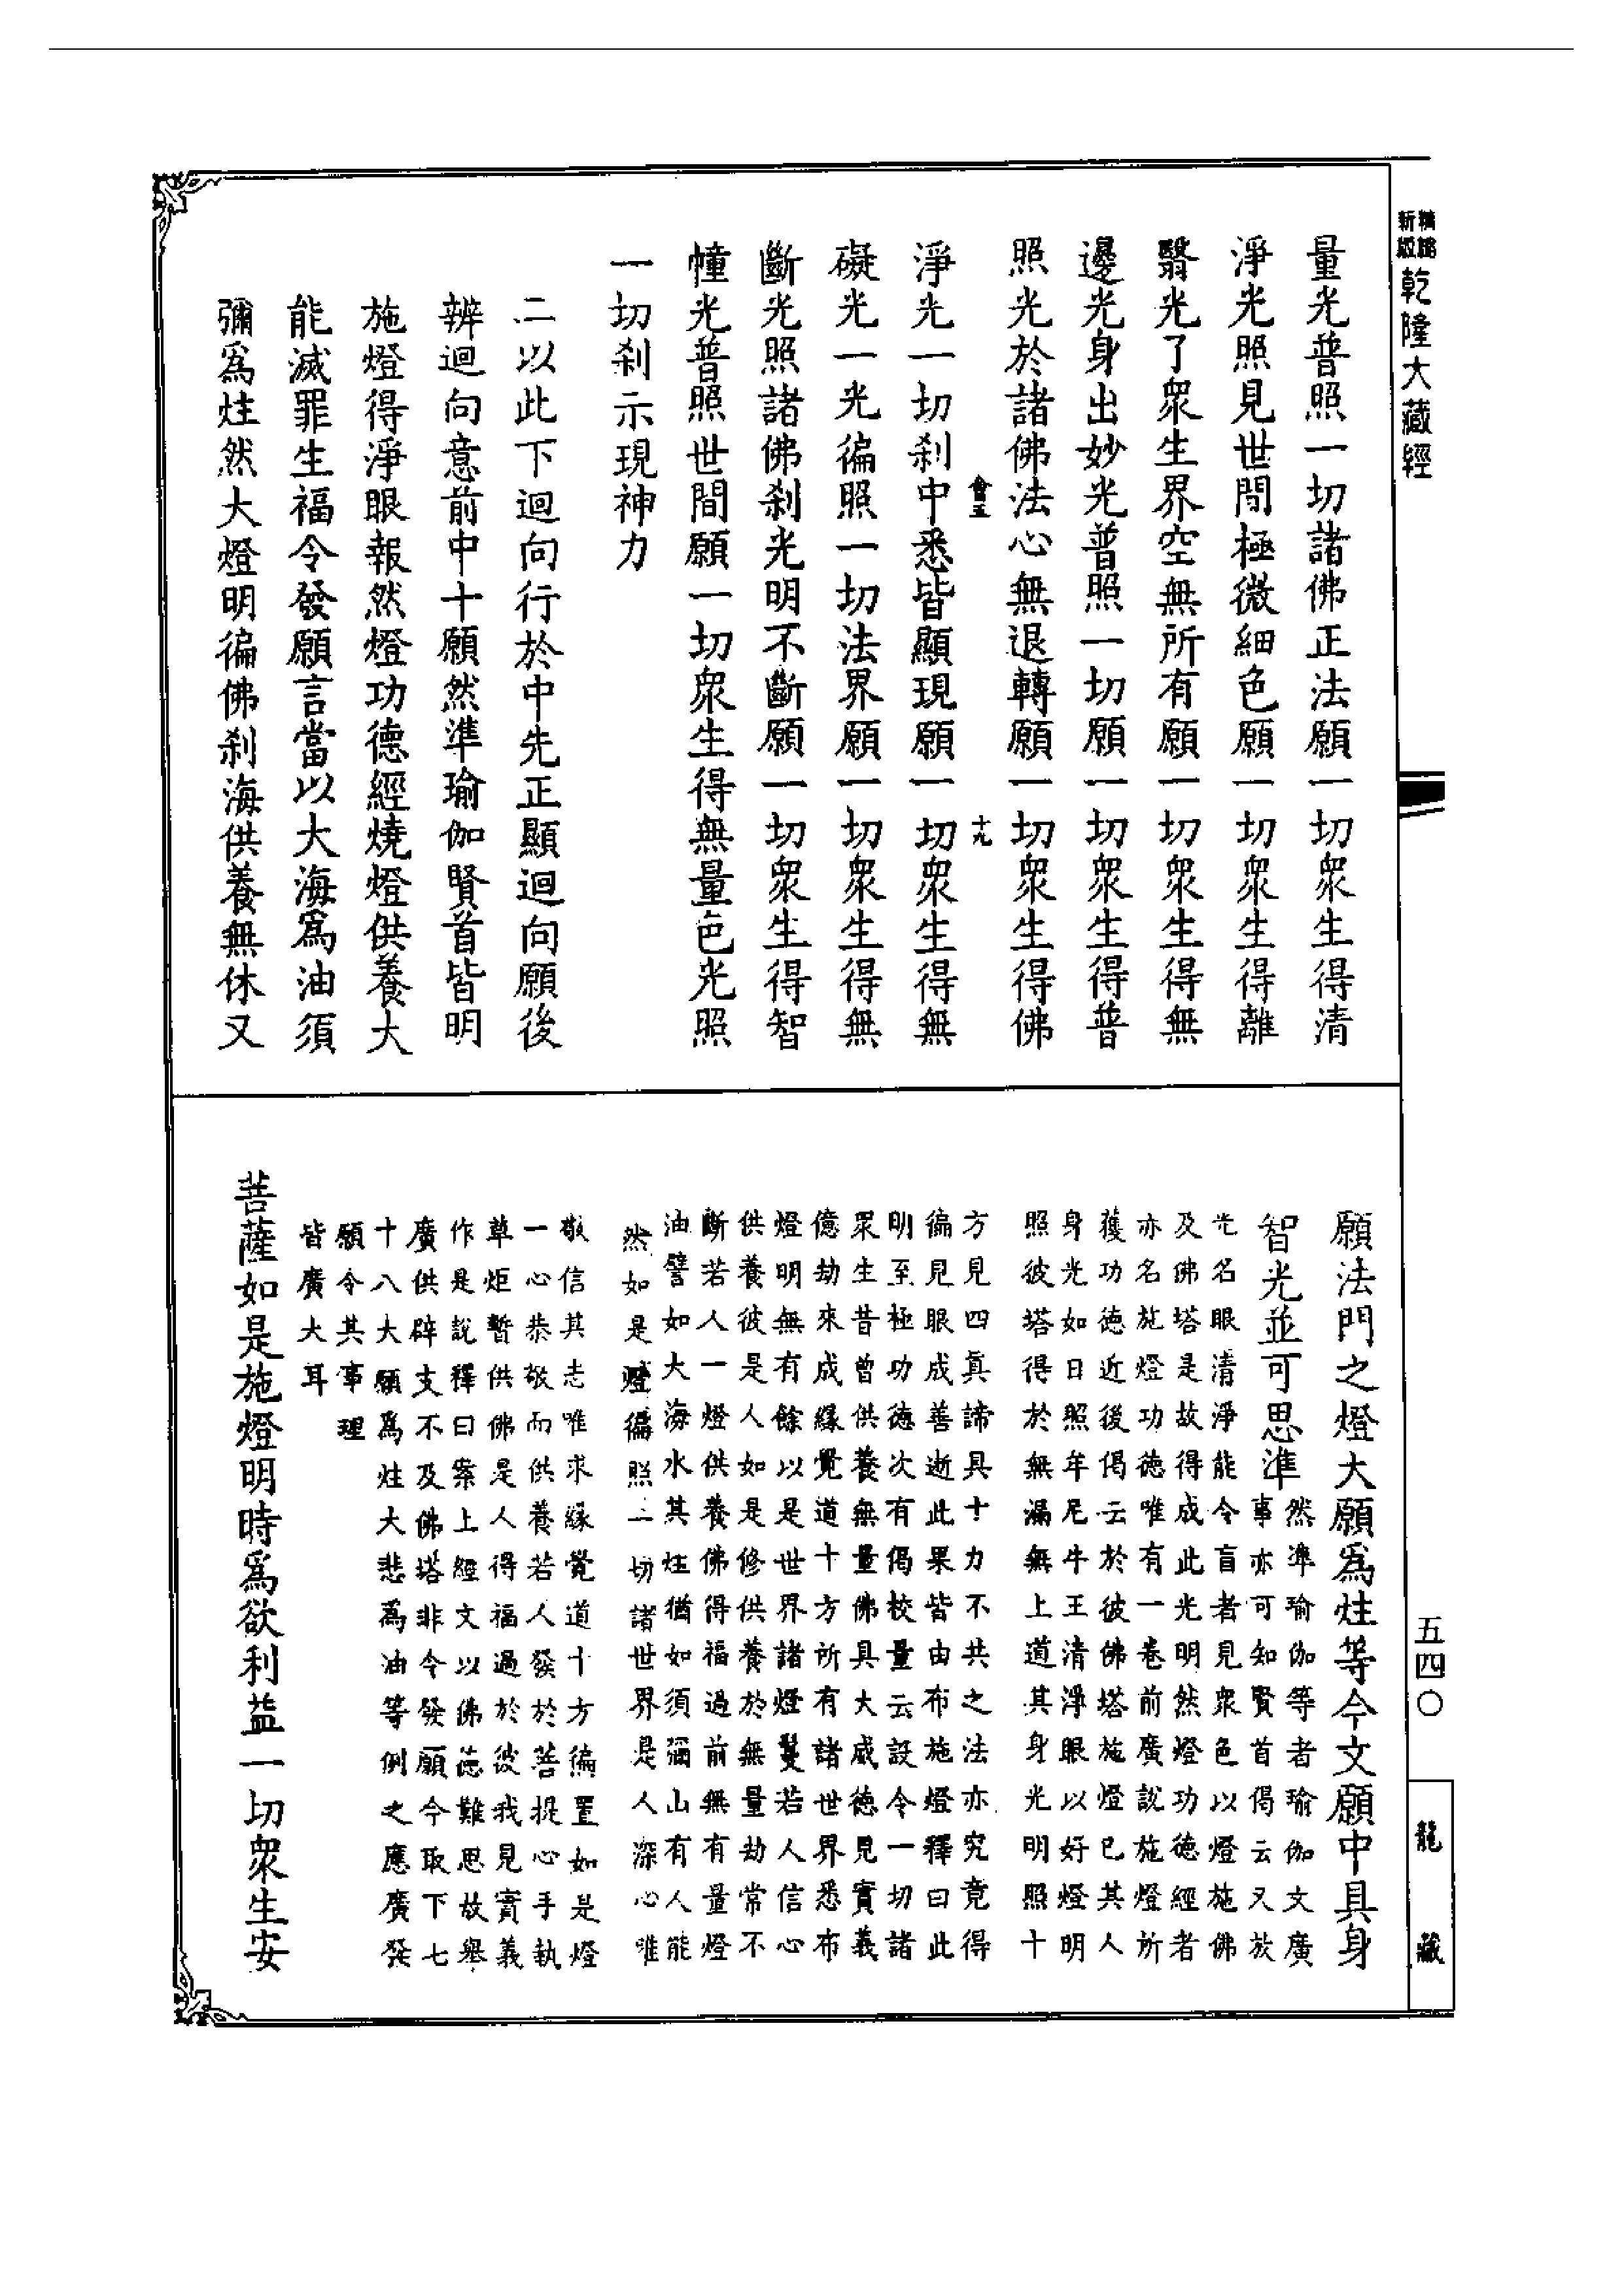 精縮
新版
乾隆大藏經
量光普照一切諸佛正法願一切衆生得清
淨光照見世間極微細色願一切衆生得離
翳光了衆生界空無所有願一切衆生得無
邊光身出妙光普照一切願一切衆生得普
照光於諸佛法心無退轉願一切衆生得佛
十九
淨光一切刹中悉皆顯現願一切衆生得無
礙光一光徧照一切法界願一切衆生得無
斷光照諸佛刹光明不斷願一切衆生得智
幢光普照世間願一切衆生得無量色光照
一切刹示現神力
二以此下迴向行於中先正顯迴向願後
辨迴向意前中十願然準瑜伽賢首皆明
施燈得淨眼報然燈功德經燒燈供養大
能滅罪生福令發願言當以大海爲油須
彌爲炷然大燈明徧佛刹海供養無休又
願法門之燈大願爲炷等今文願中具身
智光並可思準
然準瑜伽等者瑜伽文廣
事亦可知賢首偈云又放
光名眼清淨能令盲者見衆色以燈施佛
及佛塔是故得成此光明然燈功德經者
亦名施燈功德唯有一卷前廣說施燈所
獲功德近後偈云於彼佛塔施燈已其人
身光如日照牟尼牛王清淨眼以好燈明
照彼塔得於無漏無上道其身光明照十
方見四眞諦具十力不共之法亦究竟得
徧見眼成善逝此果皆由布施燈釋曰此
明至極功德次有偈校量云設令一切諸
衆生昔曾供養無量佛具大威德見實義
億劫來成緣覺道十方所有諸世界悉布
燈明無有餘以是世界諸燈鬘若人信心
供養彼是人如是修供養於無量劫常不
斷若人一燈供養佛得福過前無有量燈
油譬如大海水其炷猶如須彌山有人能
然如是燈徧照一切諸世界是人深心唯
敬信其志唯求緣覺道十方徧置如是燈
一心恭敬而供養若人發於菩提心手執
草炬暫供佛是人得福過於彼我見實義
作是說釋曰案上經文以佛德難思故舉
廣供辟支不及佛塔非令發願今取下七
十八大願爲炷大悲爲油等例之應廣發
願令其事理
皆廣大耳
菩薩如是施燈明時爲欲利益一切衆生安
五四〇
龍藏